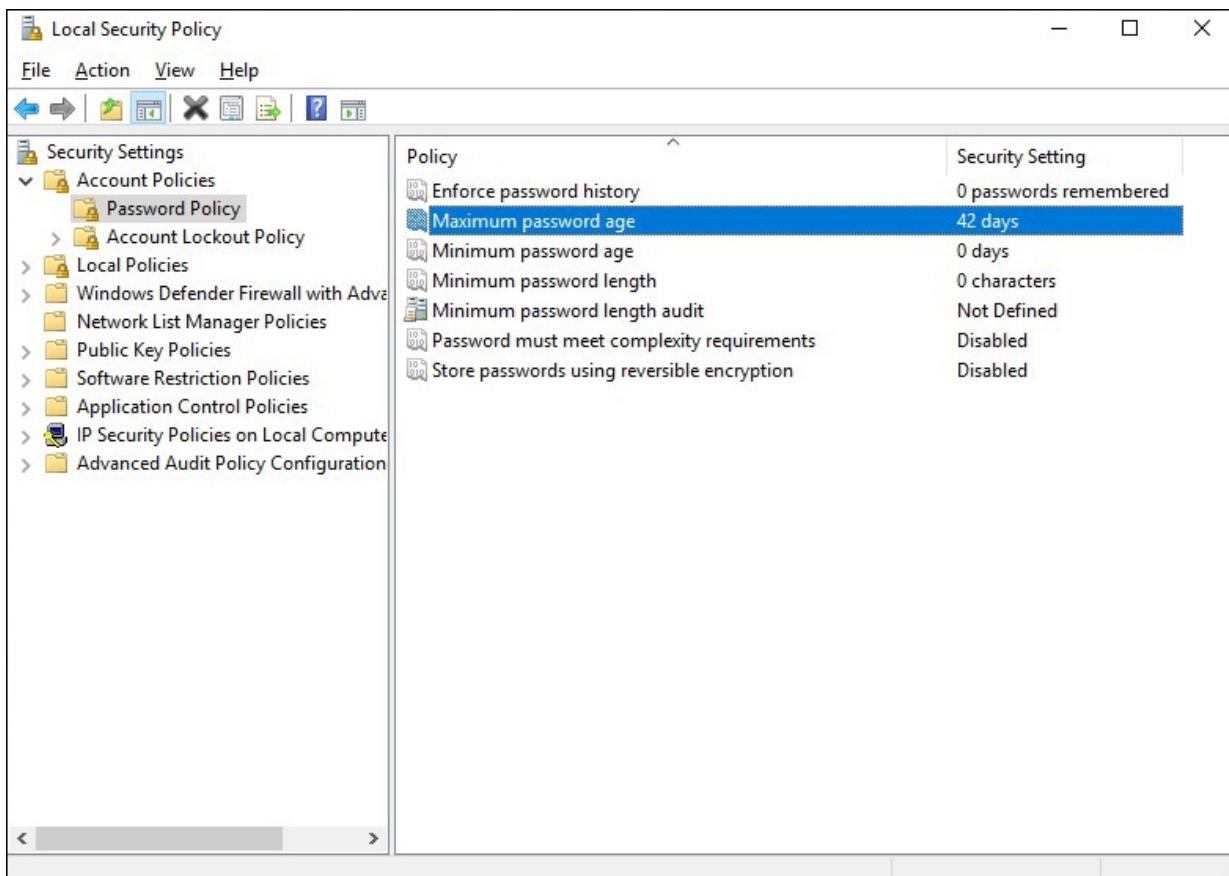 Local Security Policy
File Action View Help
Security Settings
Account Policies
Password Policy
Account Lockout Policy
Local Policies
Windows Defender Firewall with Adva
Network List Manager Policies
Public Key Policies
Software Restriction Policies
Application Control Policies
IP Security Policies on Local Compute
Advanced Audit Policy Configuration
Policy Security Setting
Enforce password history 0 passwords remembered
Maximum password age 42 days
Minimum password age 0 days
Minimum password length 0 characters
Minimum password length audit Not Defined
Password must meet complexity requirements Disabled
Store passwords using reversible encryption Disabled